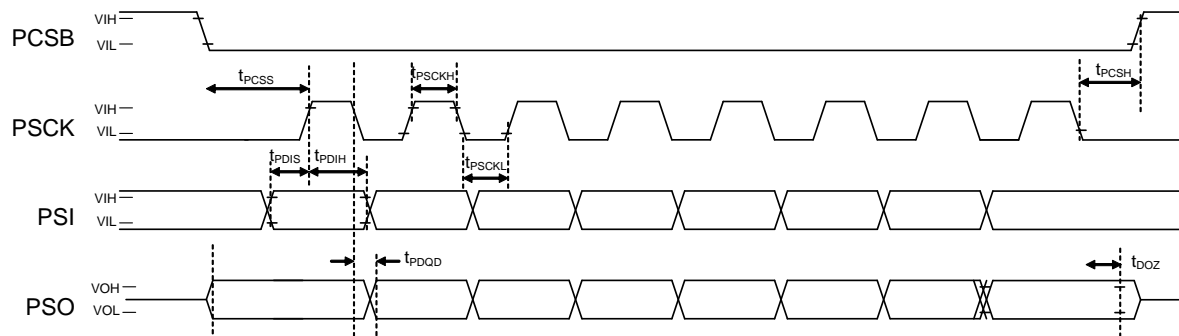 VIH
PCSB
VIL
tPCSS
tPSCKH
tPCSH
VIH
PSCK
VIL
tPDIS
tPDIH
tPSCKL
VIH
PSI
VIL
tPDQD
tDOZ
VOH
PSO
VOL